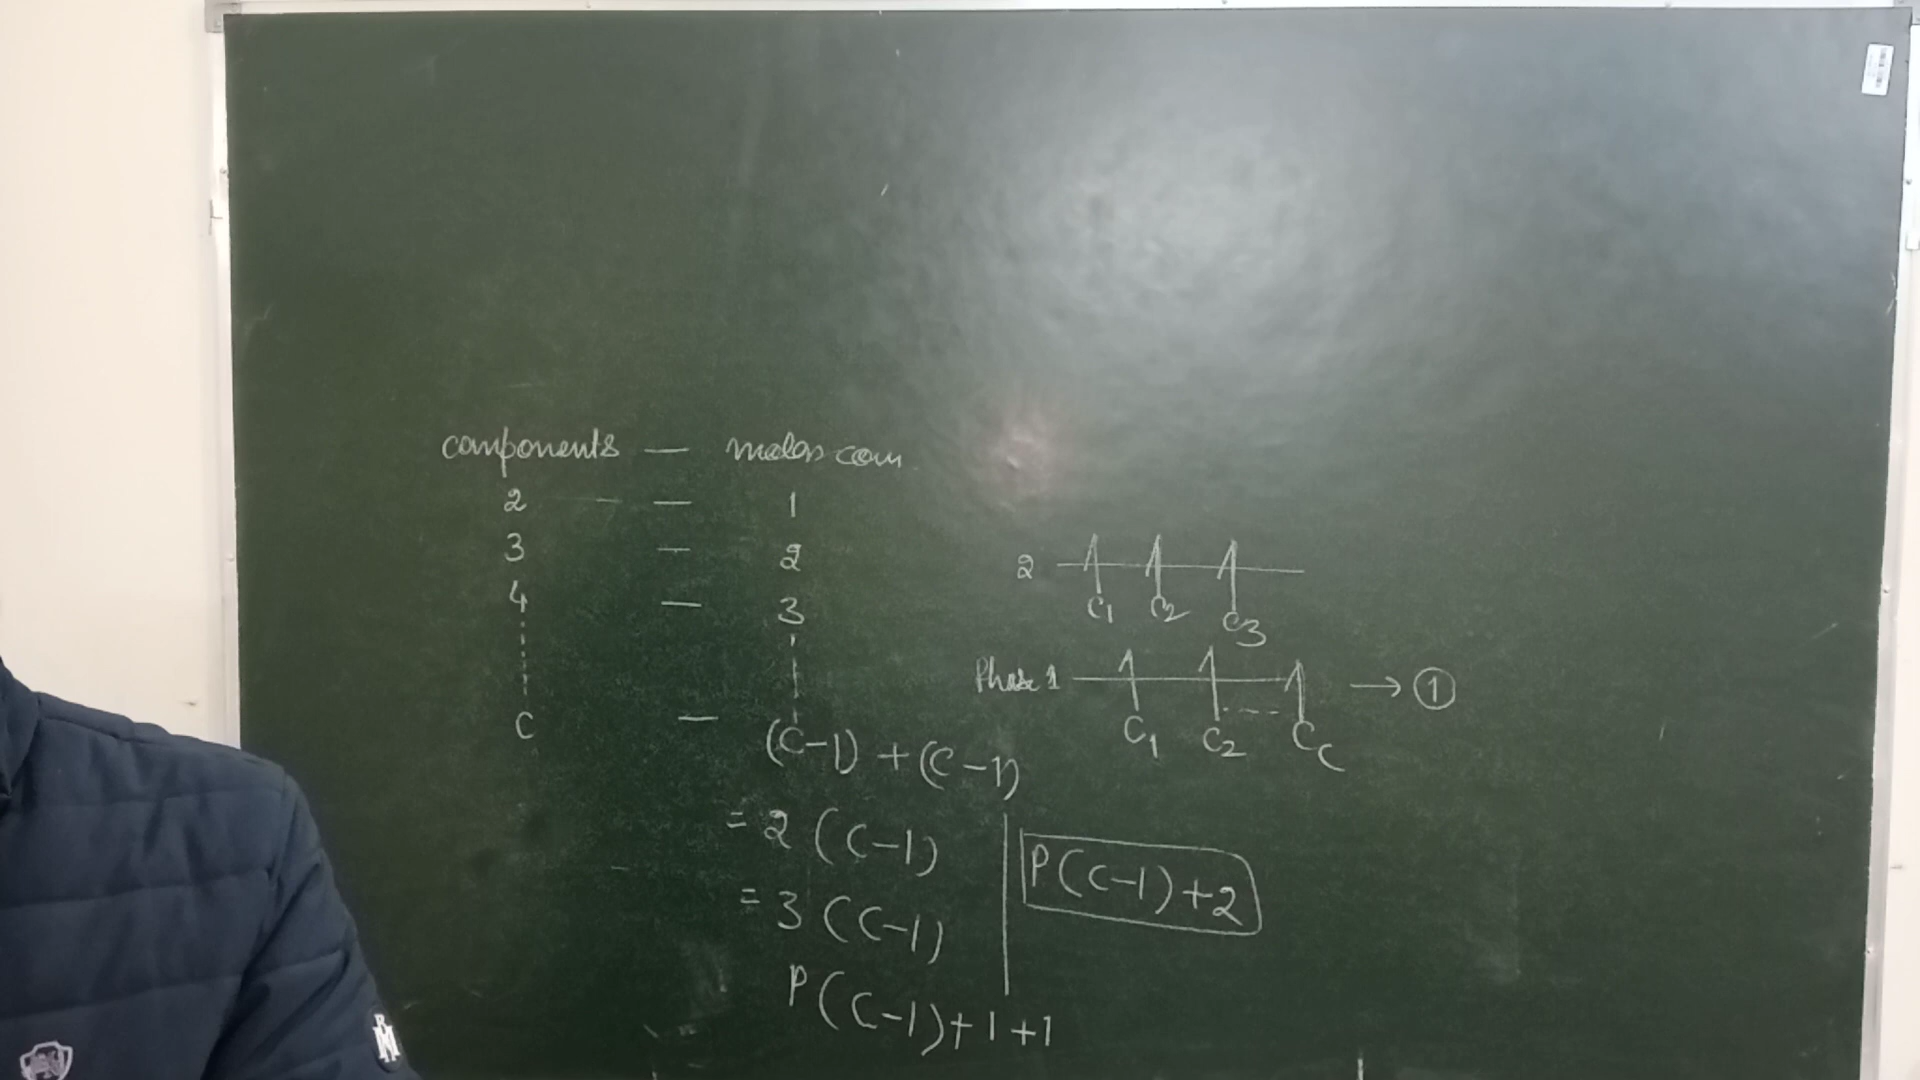 components — molar com
2 — 1
3 — 2
4 — 3
C — (C-1) + (C-1)
= 2 (C-1)
= 3 (C-1)
P(C-1)+1+1
2
C1 C2 C3
Phase 1 → ①
C1 C2 ---- CC
P(C-1)+2